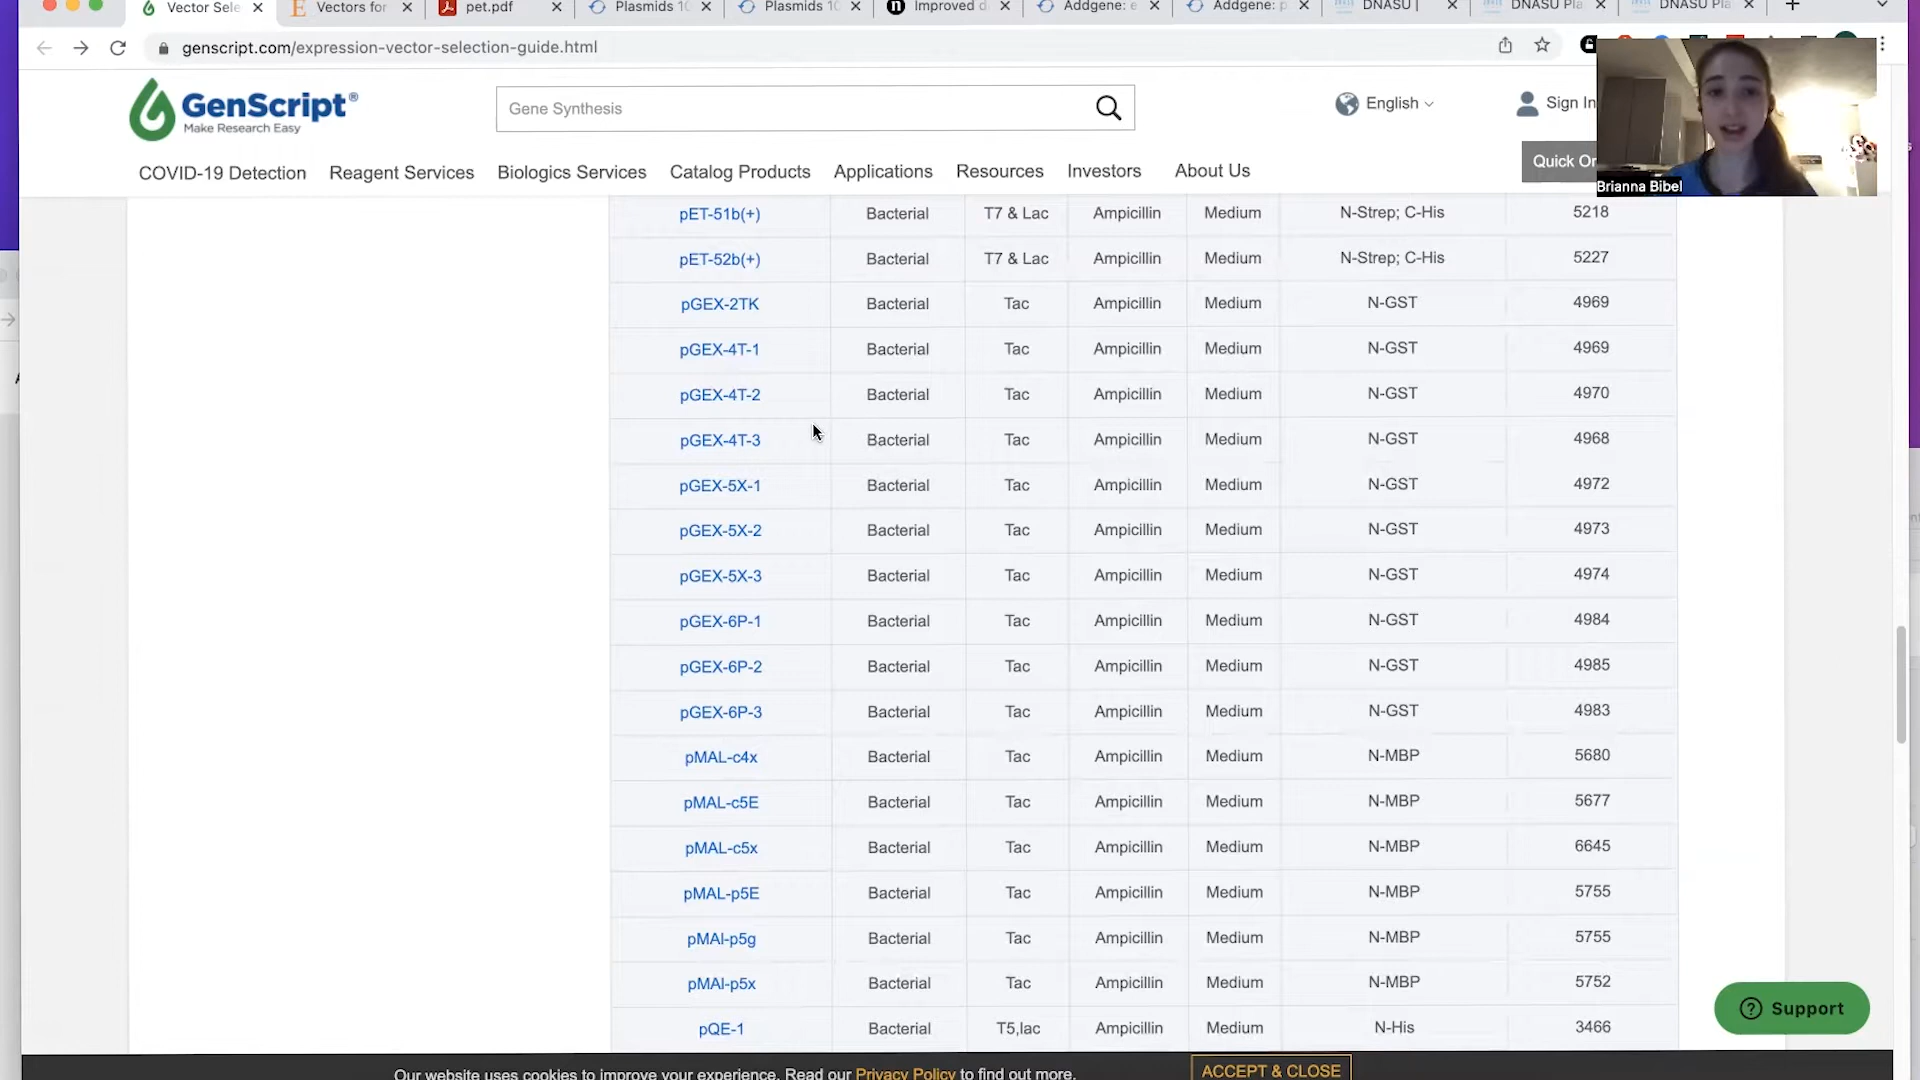 Vector Sele
Vectors for
pet.pdf
Plasmids 10
Plasmids 10
Improved d
Addgene: e
Addgene: p
DNASU |
DNASU Pla
DNASU Pla
genscript.com/expression-vector-selection-guide.html
GenScript®
Make Research Easy
Gene Synthesis
English
Sign In
COVID-19 Detection Reagent Services Biologics Services Catalog Products Applications Resources Investors About Us
Quick Or
Brianna Bibel
pET-51b(+) Bacterial T7 & Lac Ampicillin Medium N-Strep; C-His 5218
pET-52b(+) Bacterial T7 & Lac Ampicillin Medium N-Strep; C-His 5227
pGEX-2TK Bacterial Tac Ampicillin Medium N-GST 4969
pGEX-4T-1 Bacterial Tac Ampicillin Medium N-GST 4969
pGEX-4T-2 Bacterial Tac Ampicillin Medium N-GST 4970
pGEX-4T-3 Bacterial Tac Ampicillin Medium N-GST 4968
pGEX-5X-1 Bacterial Tac Ampicillin Medium N-GST 4972
pGEX-5X-2 Bacterial Tac Ampicillin Medium N-GST 4973
pGEX-5X-3 Bacterial Tac Ampicillin Medium N-GST 4974
pGEX-6P-1 Bacterial Tac Ampicillin Medium N-GST 4984
pGEX-6P-2 Bacterial Tac Ampicillin Medium N-GST 4985
pGEX-6P-3 Bacterial Tac Ampicillin Medium N-GST 4983
pMAL-c4x Bacterial Tac Ampicillin Medium N-MBP 5680
pMAL-c5E Bacterial Tac Ampicillin Medium N-MBP 5677
pMAL-c5x Bacterial Tac Ampicillin Medium N-MBP 6645
pMAL-p5E Bacterial Tac Ampicillin Medium N-MBP 5755
pMAl-p5g Bacterial Tac Ampicillin Medium N-MBP 5755
pMAl-p5x Bacterial Tac Ampicillin Medium N-MBP 5752
pQE-1 Bacterial T5,lac Ampicillin Medium N-His 3466
Support
Our website uses cookies to improve your experience. Read our Privacy Policy to find out more.
ACCEPT & CLOSE